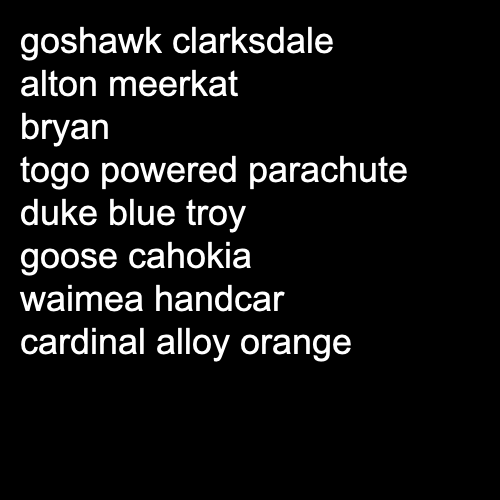 goshawk clarksdale
alton meerkat
bryan
togo powered parachute
duke blue troy
goose cahokia
waimea handcar
cardinal alloy orange